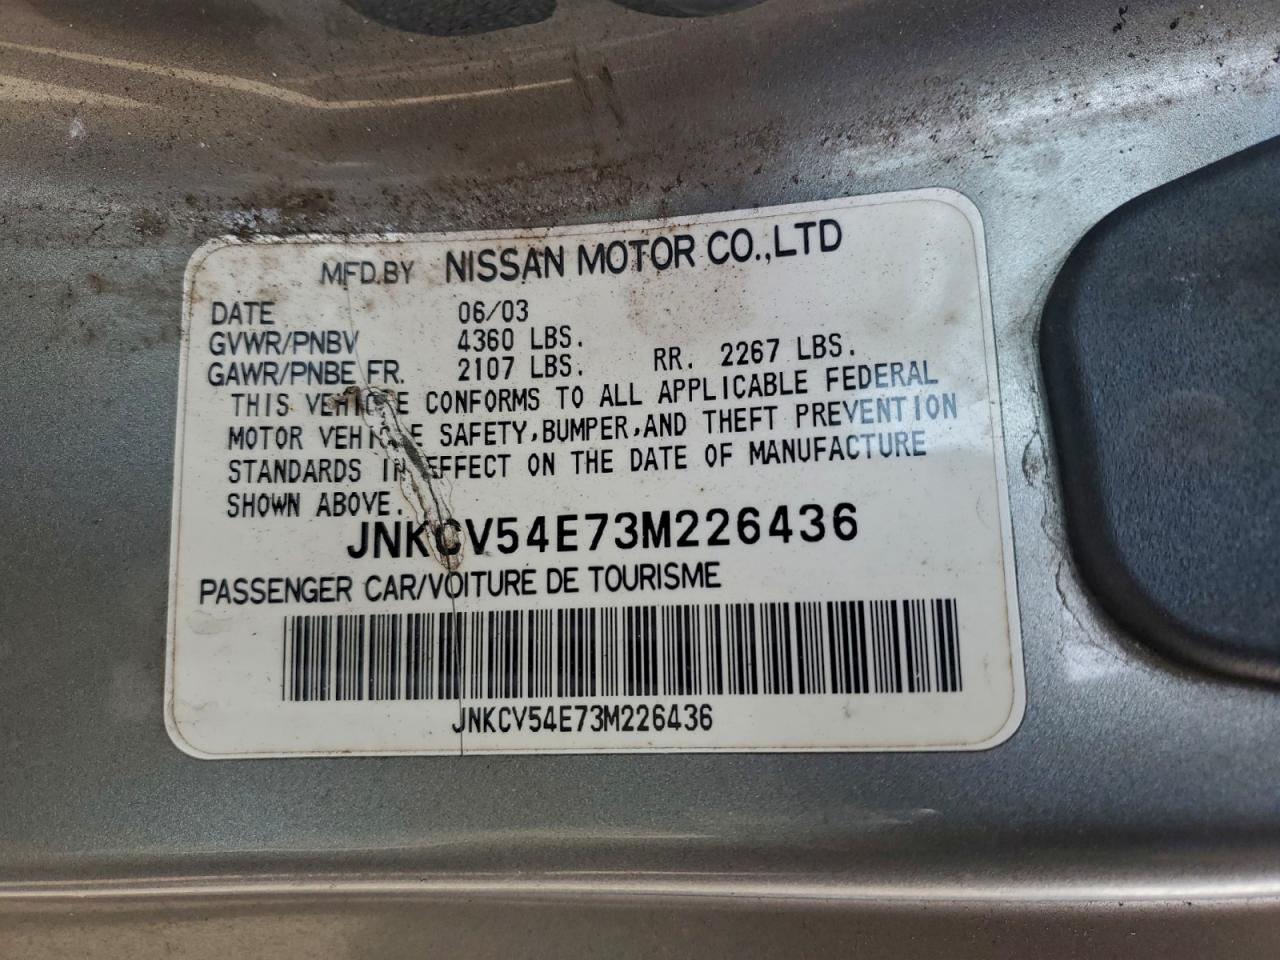 MFD.BY NISSAN MOTOR CO.,LTD
DATE 06/03
GVWR/PNBV 4360 LBS.
GAWR/PNBE FR. 2107 LBS. RR. 2267 LBS.
THIS VEHICLE CONFORMS TO ALL APPLICABLE FEDERAL
MOTOR VEHICLE SAFETY,BUMPER,AND THEFT PREVENTION
STANDARDS IN EFFECT ON THE DATE OF MANUFACTURE
SHOWN ABOVE.
JNKCV54E73M226436
PASSENGER CAR/VOITURE DE TOURISME
JNKCV54E73M226436